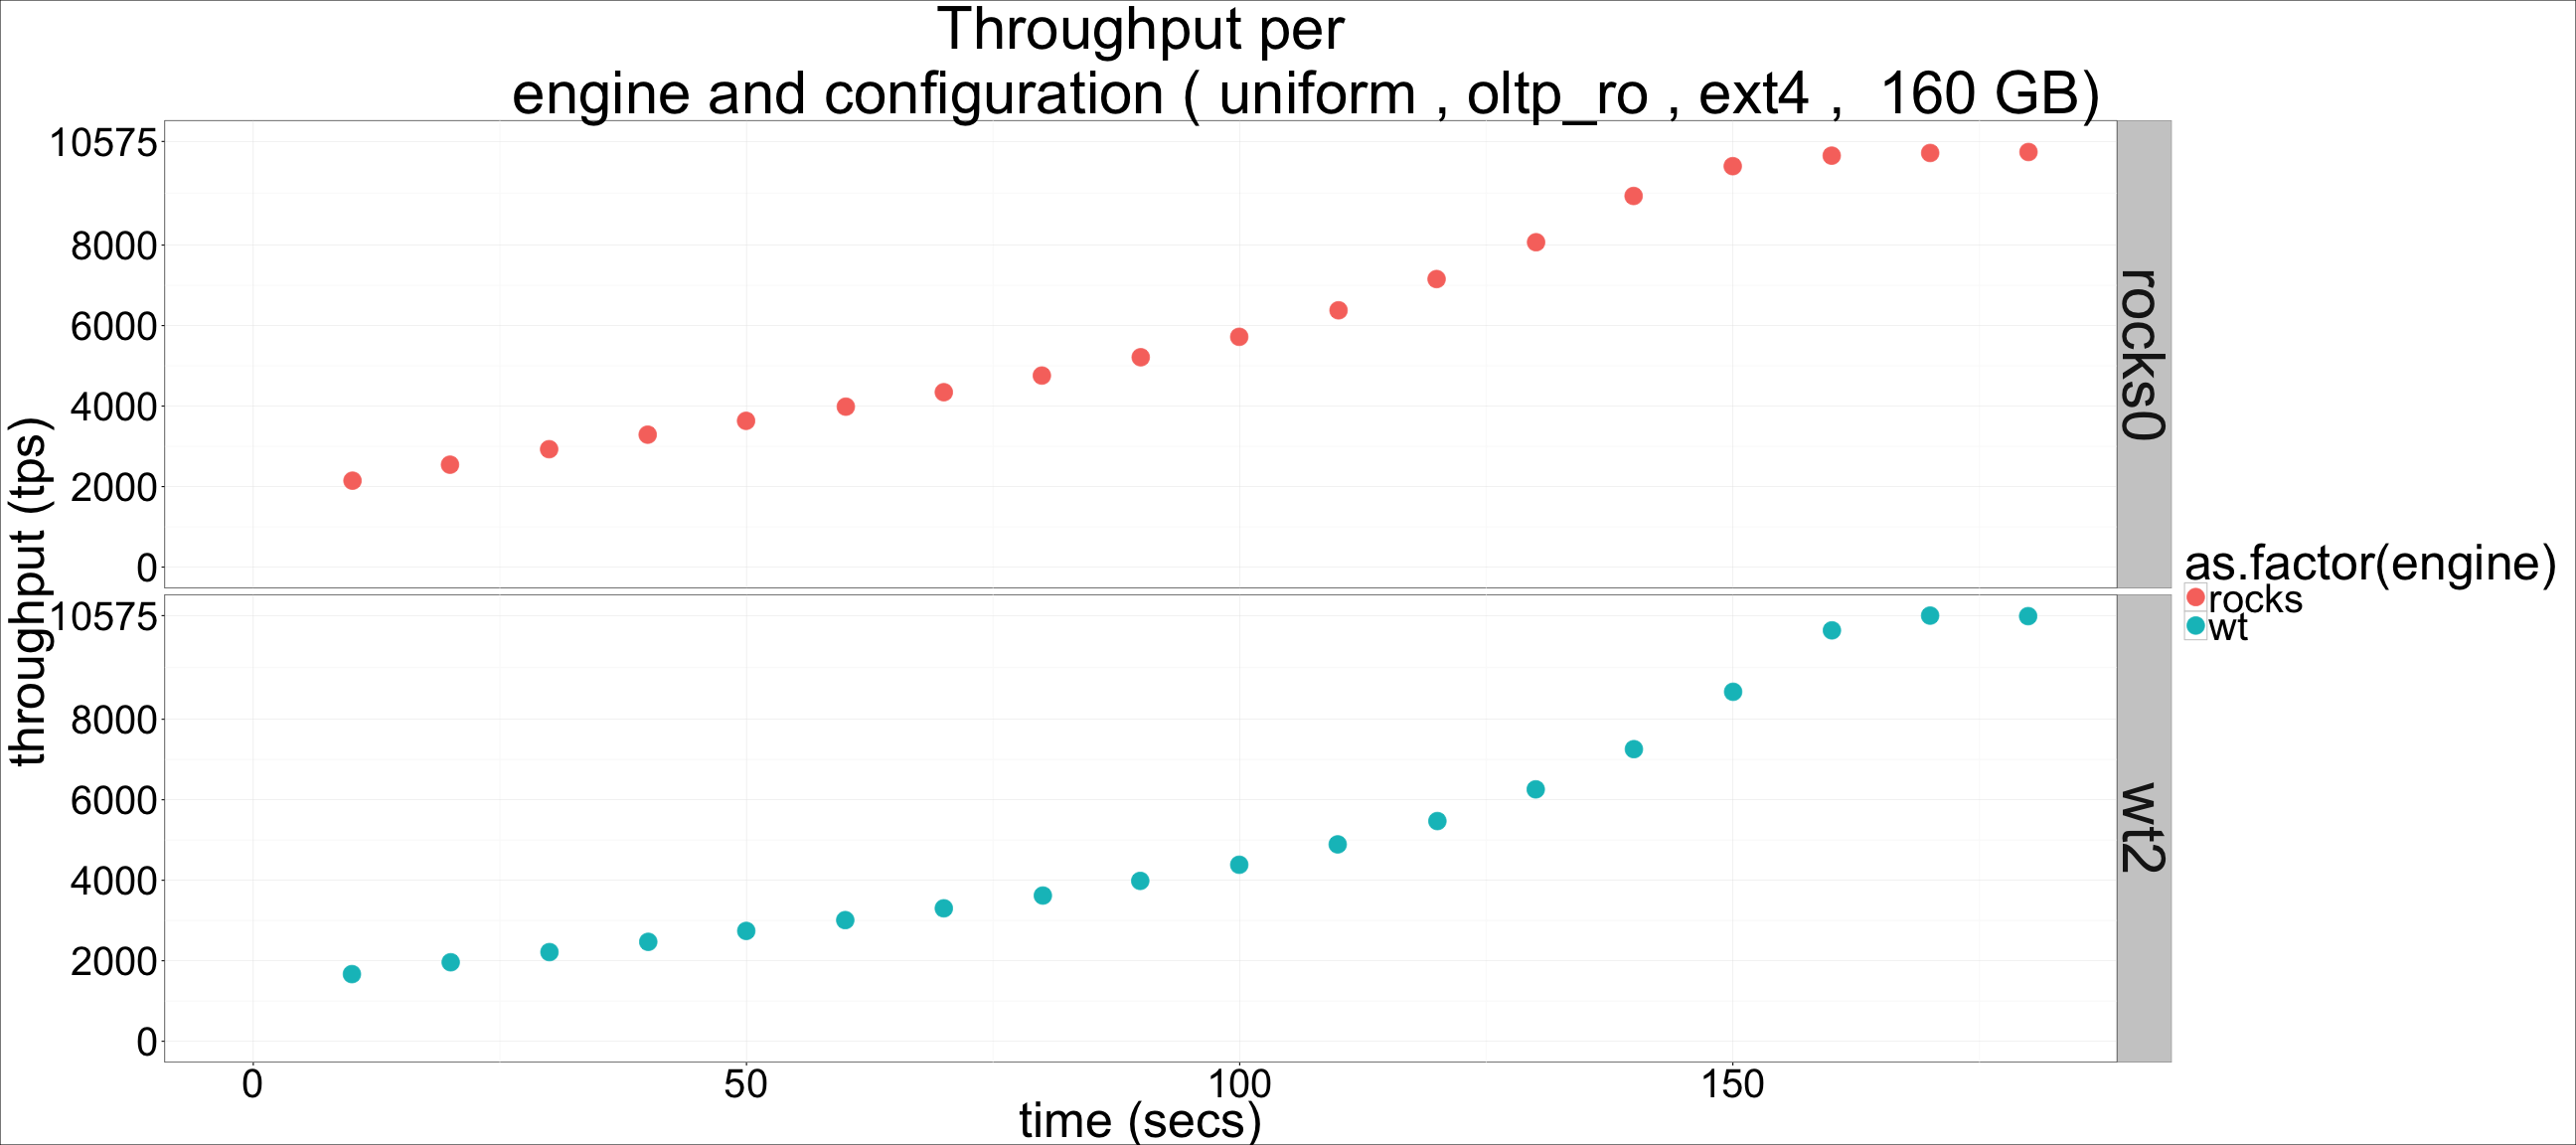 Throughput per
engine and configuration ( uniform , oltp_ro , ext4 ,  160 GB)
throughput (tps)
10575
8000
6000
4000
2000
0
rocks0
10575
8000
6000
4000
2000
0
wt2
0 50 100 150
time (secs)
as.factor(engine)
rocks
wt